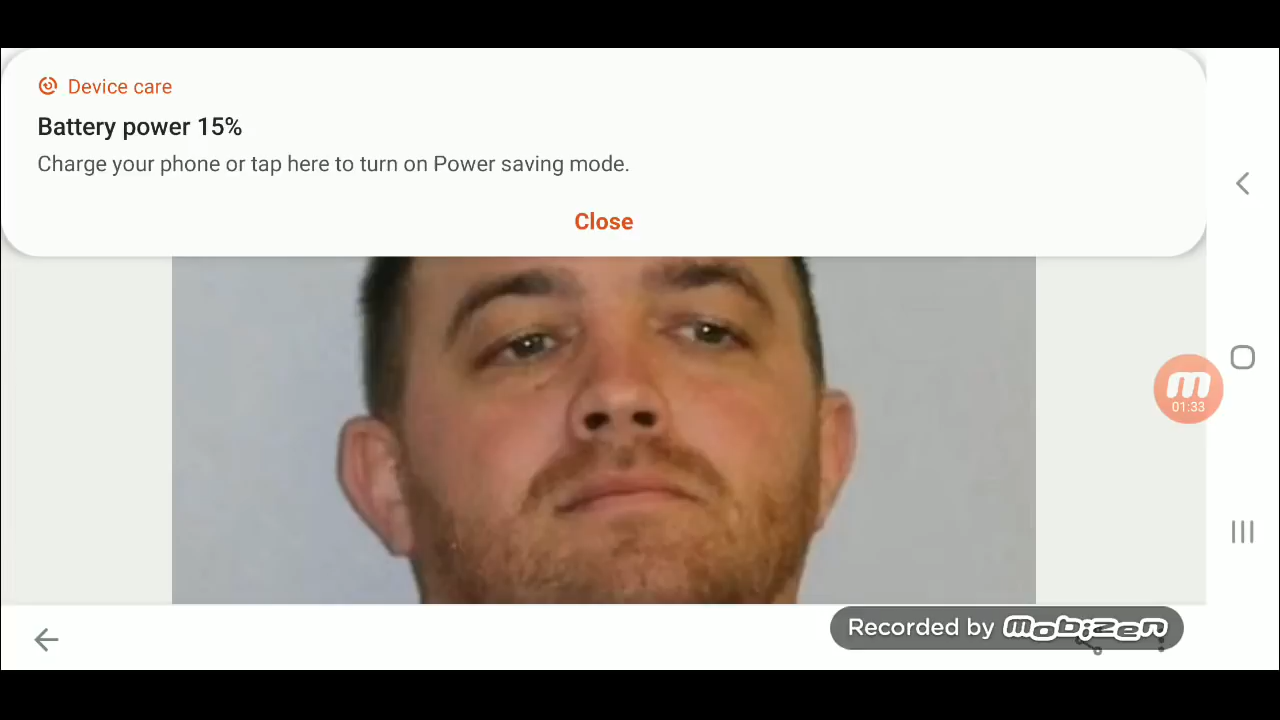 Device care
Battery power 15%
Charge your phone or tap here to turn on Power saving mode.
Close
01:33
Recorded by Mobizen